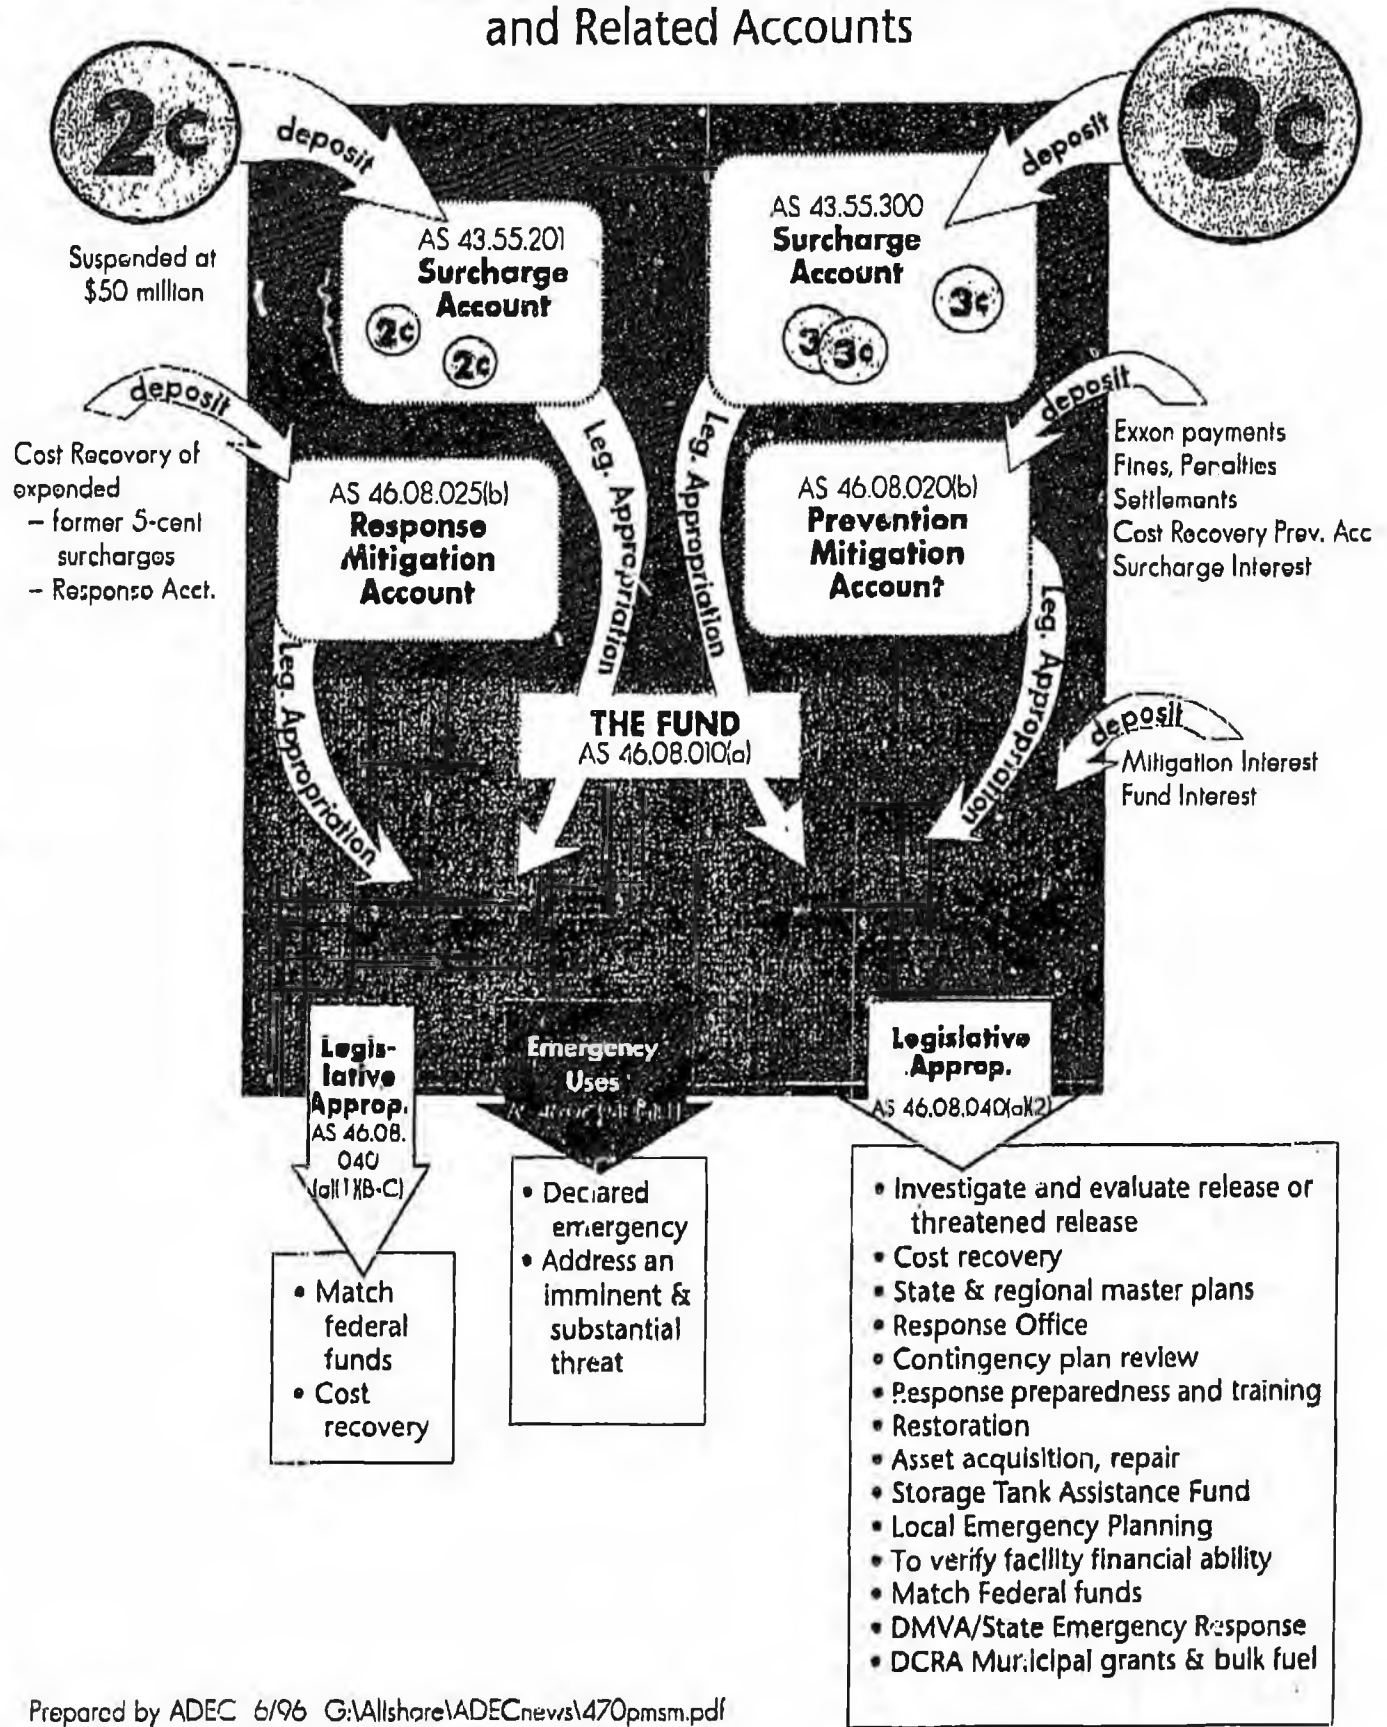 and Related Accounts
2¢
3¢
deposit
deposit
Suspended at
$50 million
AS 43.55.201
Surcharge
Account
2¢
2¢
AS 43.55.300
Surcharge
Account
3¢
3
3¢
deposit
deposit
Cost Recovery of
expended
– former 5-cent
surcharges
– Response Acct.
Exxon payments
Fines, Penalties
Settlements
Cost Recovery Prev. Acc
Surcharge Interest
AS 46.08.025(b)
Response
Mitigation
Account
AS 46.08.020(b)
Prevention
Mitigation
Account
Leg. Appropriation
Leg. Appropriation
Leg. Appropriation
Leg. Appropriation
THE FUND
AS 46.08.010(a)
deposit
Mitigation Interest
Fund Interest
Legis-
lative
Approp.
AS 46.08.
040
(a)(1)(B-C)
Emergency
Uses
Legislative
Approp.
AS 46.08.040(a)(2)
• Match
federal
funds
• Cost
recovery
• Declared
emergency
• Address an
imminent &
substantial
threat
• Investigate and evaluate release or
threatened release
• Cost recovery
• State & regional master plans
• Response Office
• Contingency plan review
• Response preparedness and training
• Restoration
• Asset acquisition, repair
• Storage Tank Assistance Fund
• Local Emergency Planning
• To verify facility financial ability
• Match Federal funds
• DMVA/State Emergency Response
• DCRA Municipal grants & bulk fuel
Prepared by ADEC 6/96 G:\Allshare\ADECnews\470pmsm.pdf